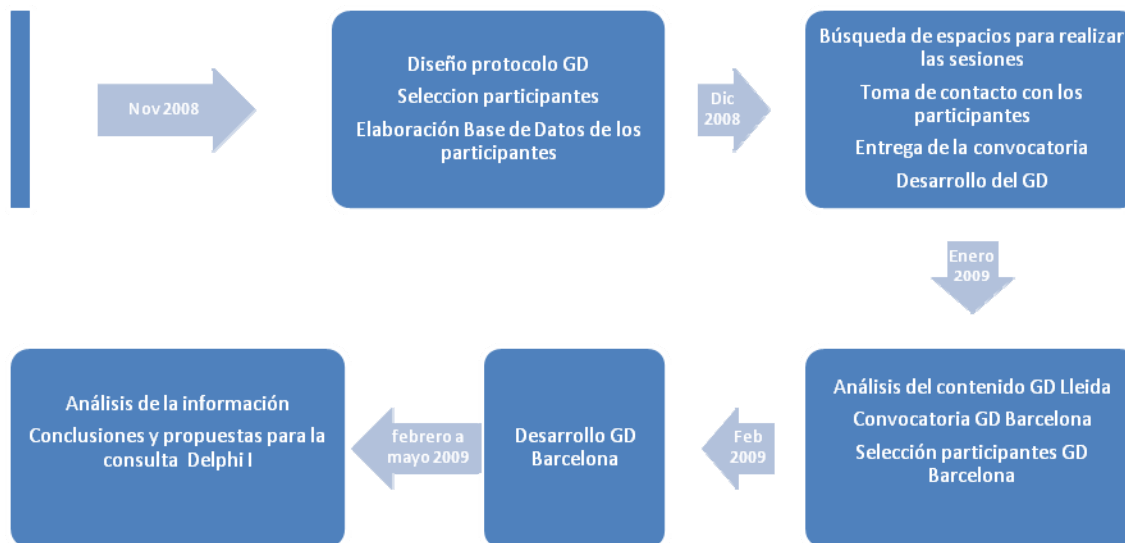 Nov 2008
Diseño protocolo GD
Seleccion participantes
Elaboración Base de Datos de los
participantes
Dic
2008
Búsqueda de espacios para realizar
las sesiones
Toma de contacto con los
participantes
Entrega de la convocatoria
Desarrollo del GD
Enero
2009
Análisis del contenido GD Lleida
Convocatoria GD Barcelona
Selección participantes GD
Barcelona
Feb
2009
Desarrollo GD
Barcelona
febrero a
mayo 2009
Análisis de la información
Conclusiones y propuestas para la
consulta Delphi I